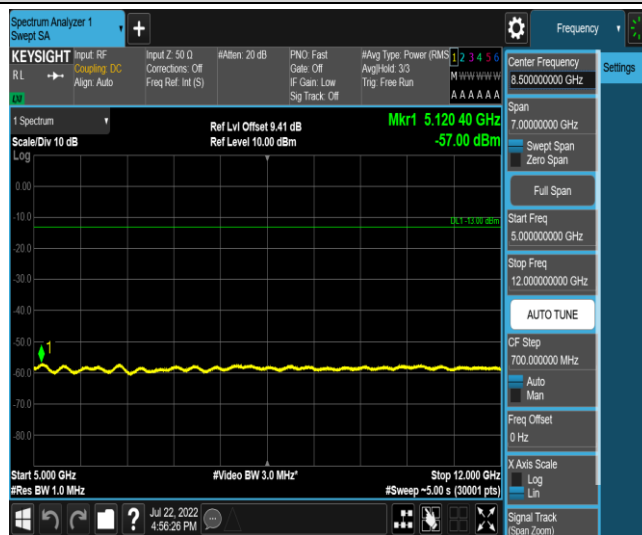 Spectrum Analyzer 1
Swept SA
+
Frequency
KEYSIGHT
RL
LV
Input: RF
Coupling: DC
Align: Auto
Input Z: 50 Ω
Corrections: Off
Freq Ref: Int (S)
#Atten: 20 dB
PNO: Fast
Gate: Off
IF Gain: Low
Sig Track: Off
#Avg Type: Power (RMS
Avg|Hold: 3/3
Trig: Free Run
1 2 3 4 5 6
M W W W W W
A A A A A A
1 Spectrum
Scale/Div 10 dB
Log
Ref Lvl Offset 9.41 dB
Ref Level 10.00 dBm
Mkr1 5.120 40 GHz
-57.00 dBm
0.00
-10.0
-20.0
-30.0
-40.0
-50.0
-60.0
-70.0
-80.0
DL1 -13.00 dBm
1
Start 5.000 GHz
#Res BW 1.0 MHz
#Video BW 3.0 MHz*
Stop 12.000 GHz
#Sweep ~5.00 s (30001 pts)
Center Frequency
8.500000000 GHz
Settings
Span
7.00000000 GHz
Swept Span
Zero Span
Full Span
Start Freq
5.000000000 GHz
Stop Freq
12.000000000 GHz
AUTO TUNE
CF Step
700.000000 MHz
Auto
Man
Freq Offset
0 Hz
X Axis Scale
Log
Lin
Signal Track
(Span Zoom)
?
Jul 22, 2022
4:56:26 PM